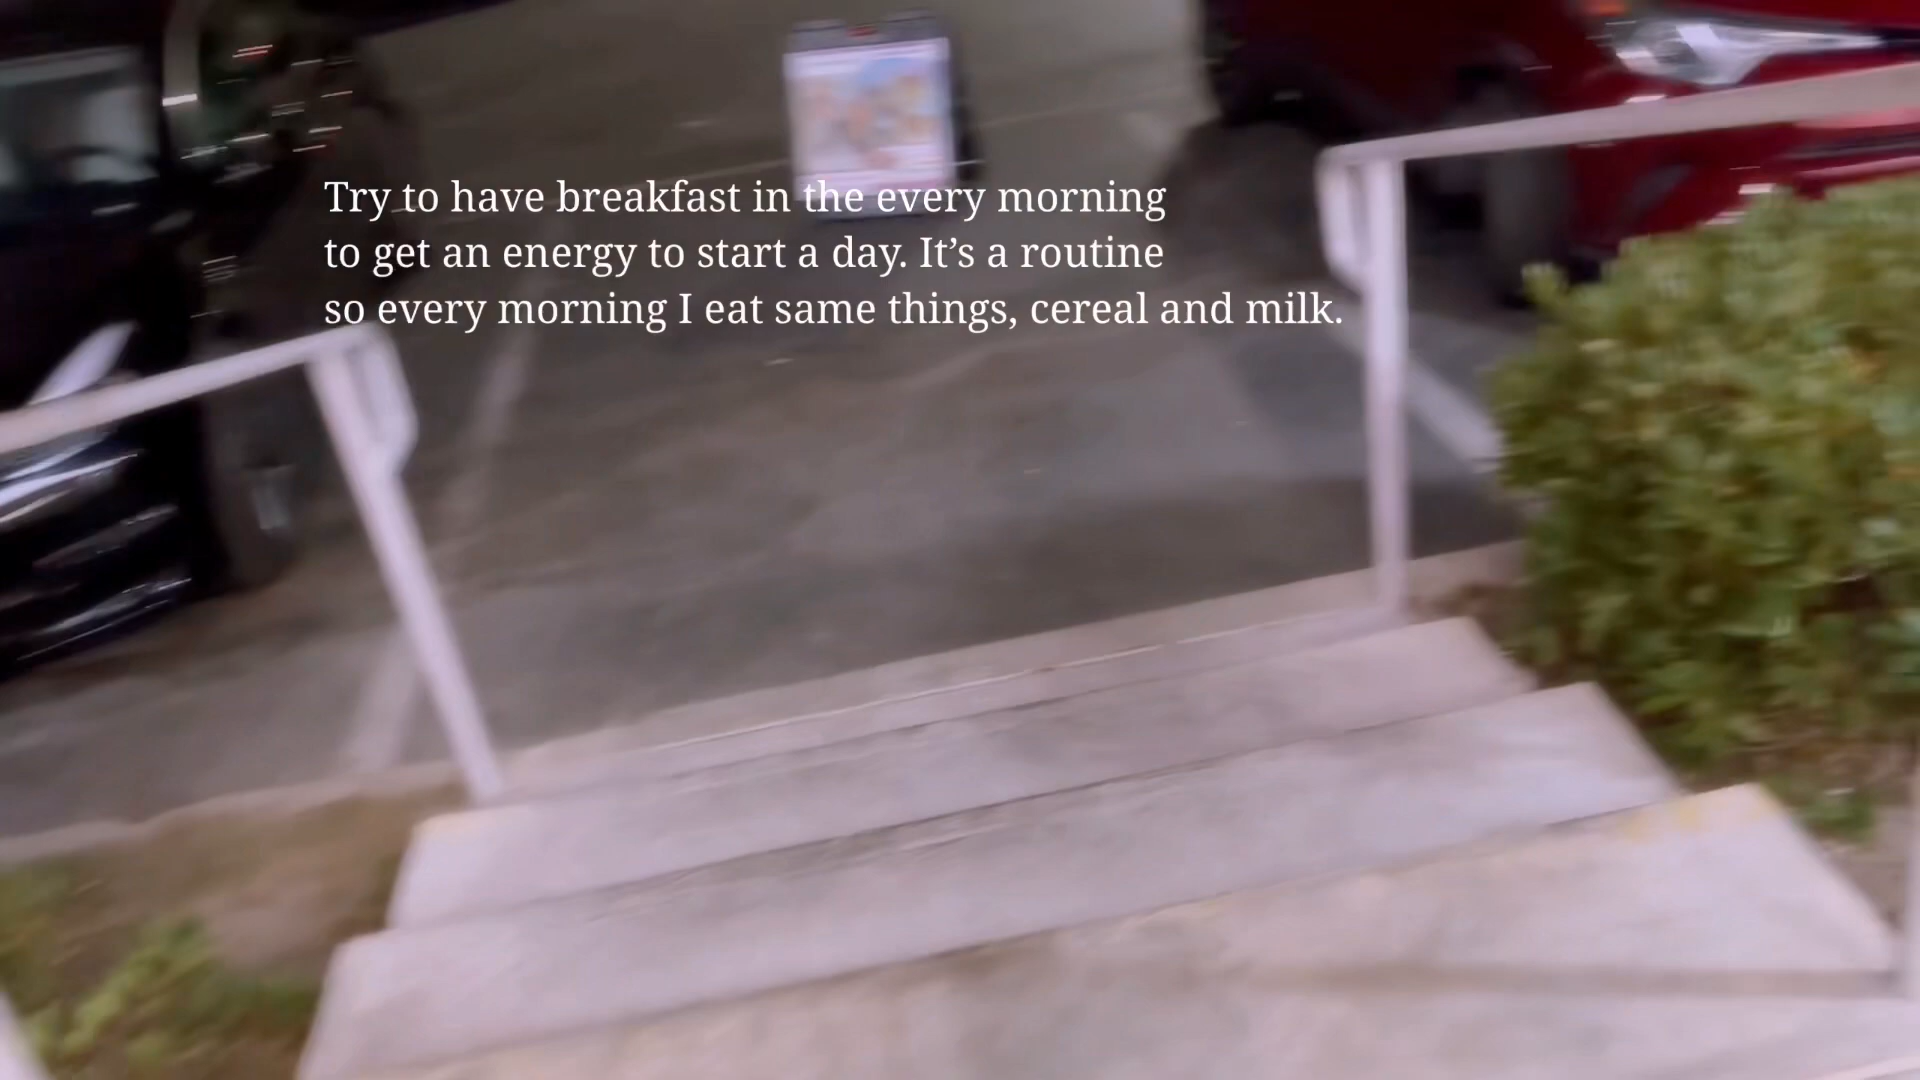 Try to have breakfast in the every morning
to get an energy to start a day. It’s a routine
so every morning I eat same things, cereal and milk.